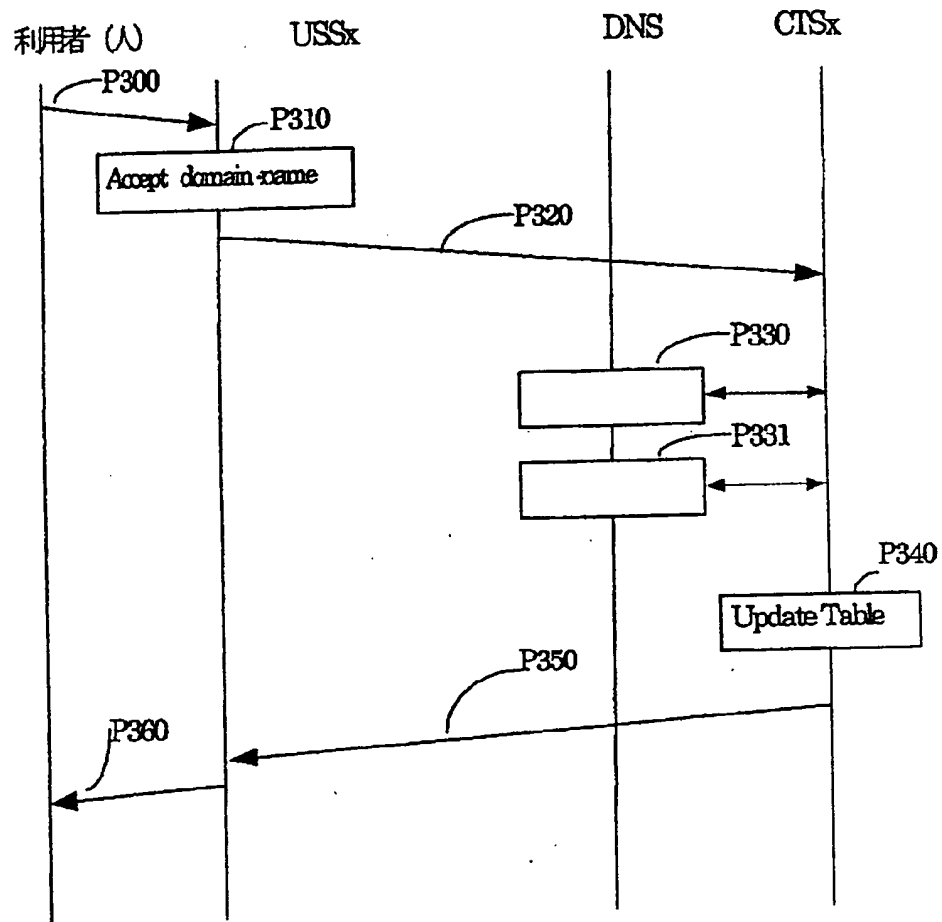 利用者 (人)
USSx
DNS
CTSx
P300
P310
Accept domain-name
P320
P330
P331
P340
Update Table
P350
P360